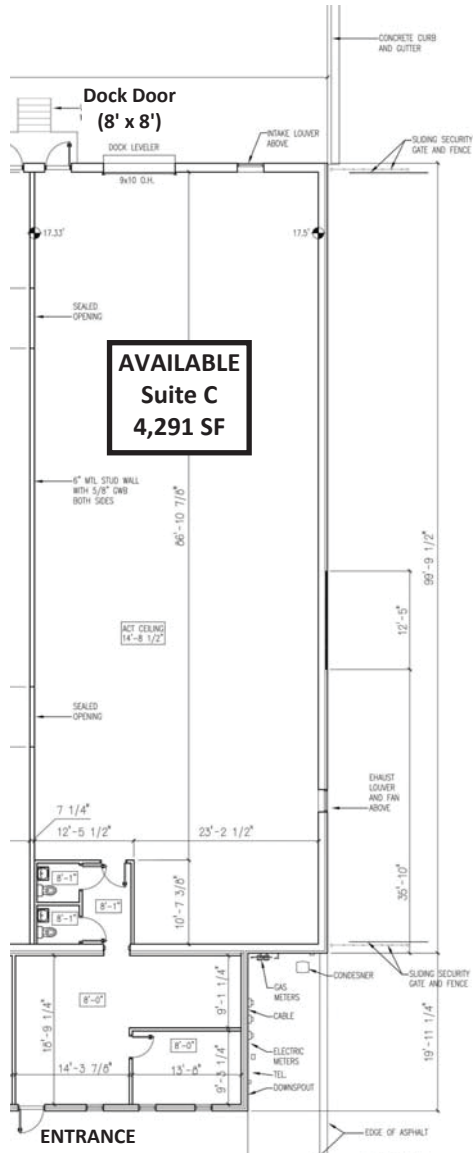 CONCRETE CURB
AND GUTTER
Dock Door
(8' x 8')
DOCK LEVELER
INTAKE LOUVER
ABOVE
SLIDING SECURITY
GATE AND FENCE
9x10 O.H.
17.33'
17.5'
SEALED
OPENING
AVAILABLE
Suite C
4,291 SF
6" MTL STUD WALL
WITH 5/8" GWB
BOTH SIDES
86'-10 7/8"
99'-9 1/2"
12'-5"
ACT CEILING
14'-8 1/2"
SEALED
OPENING
EXHAUST
LOUVER
AND FAN
ABOVE
7 1/4"
12'-5 1/2"
23'-2 1/2"
35'-10"
8'-1"
8'-1"
8'-1"
10'-7 3/8"
GAS
METERS
CONDESNER
SLIDING SECURITY
GATE AND FENCE
CABLE
8'-0"
9'-1 1/4"
19'-11 1/4"
18'-9 1/4"
8'-0"
ELECTRIC
METERS
14'-3 7/8"
13'-8"
9'-3 1/4"
TEL.
DOWNSPOUT
ENTRANCE
EDGE OF ASPHALT